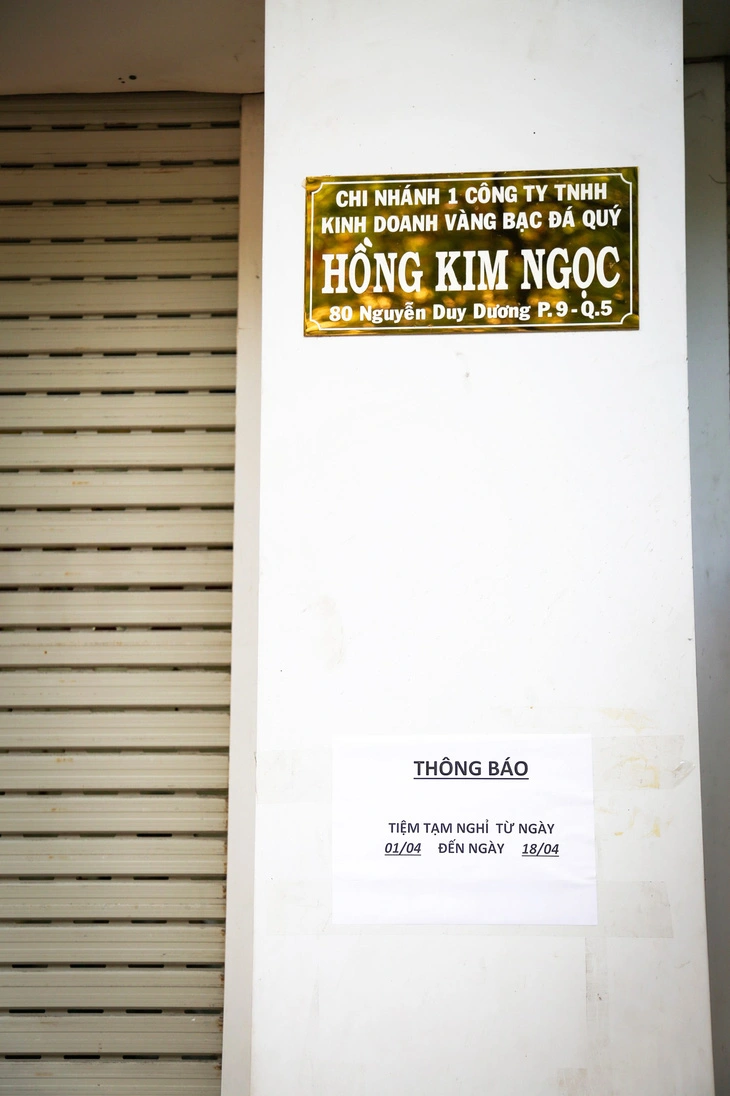 CHI NHÁNH 1 CÔNG TY TNHH
KINH DOANH VÀNG BẠC ĐÁ QUÝ
HỒNG KIM NGỌC
80 Nguyễn Duy Dương P.9-Q.5
THÔNG BÁO
TIỆM TẠM NGHỈ TỪ NGÀY
01/04 ĐẾN NGÀY 18/04